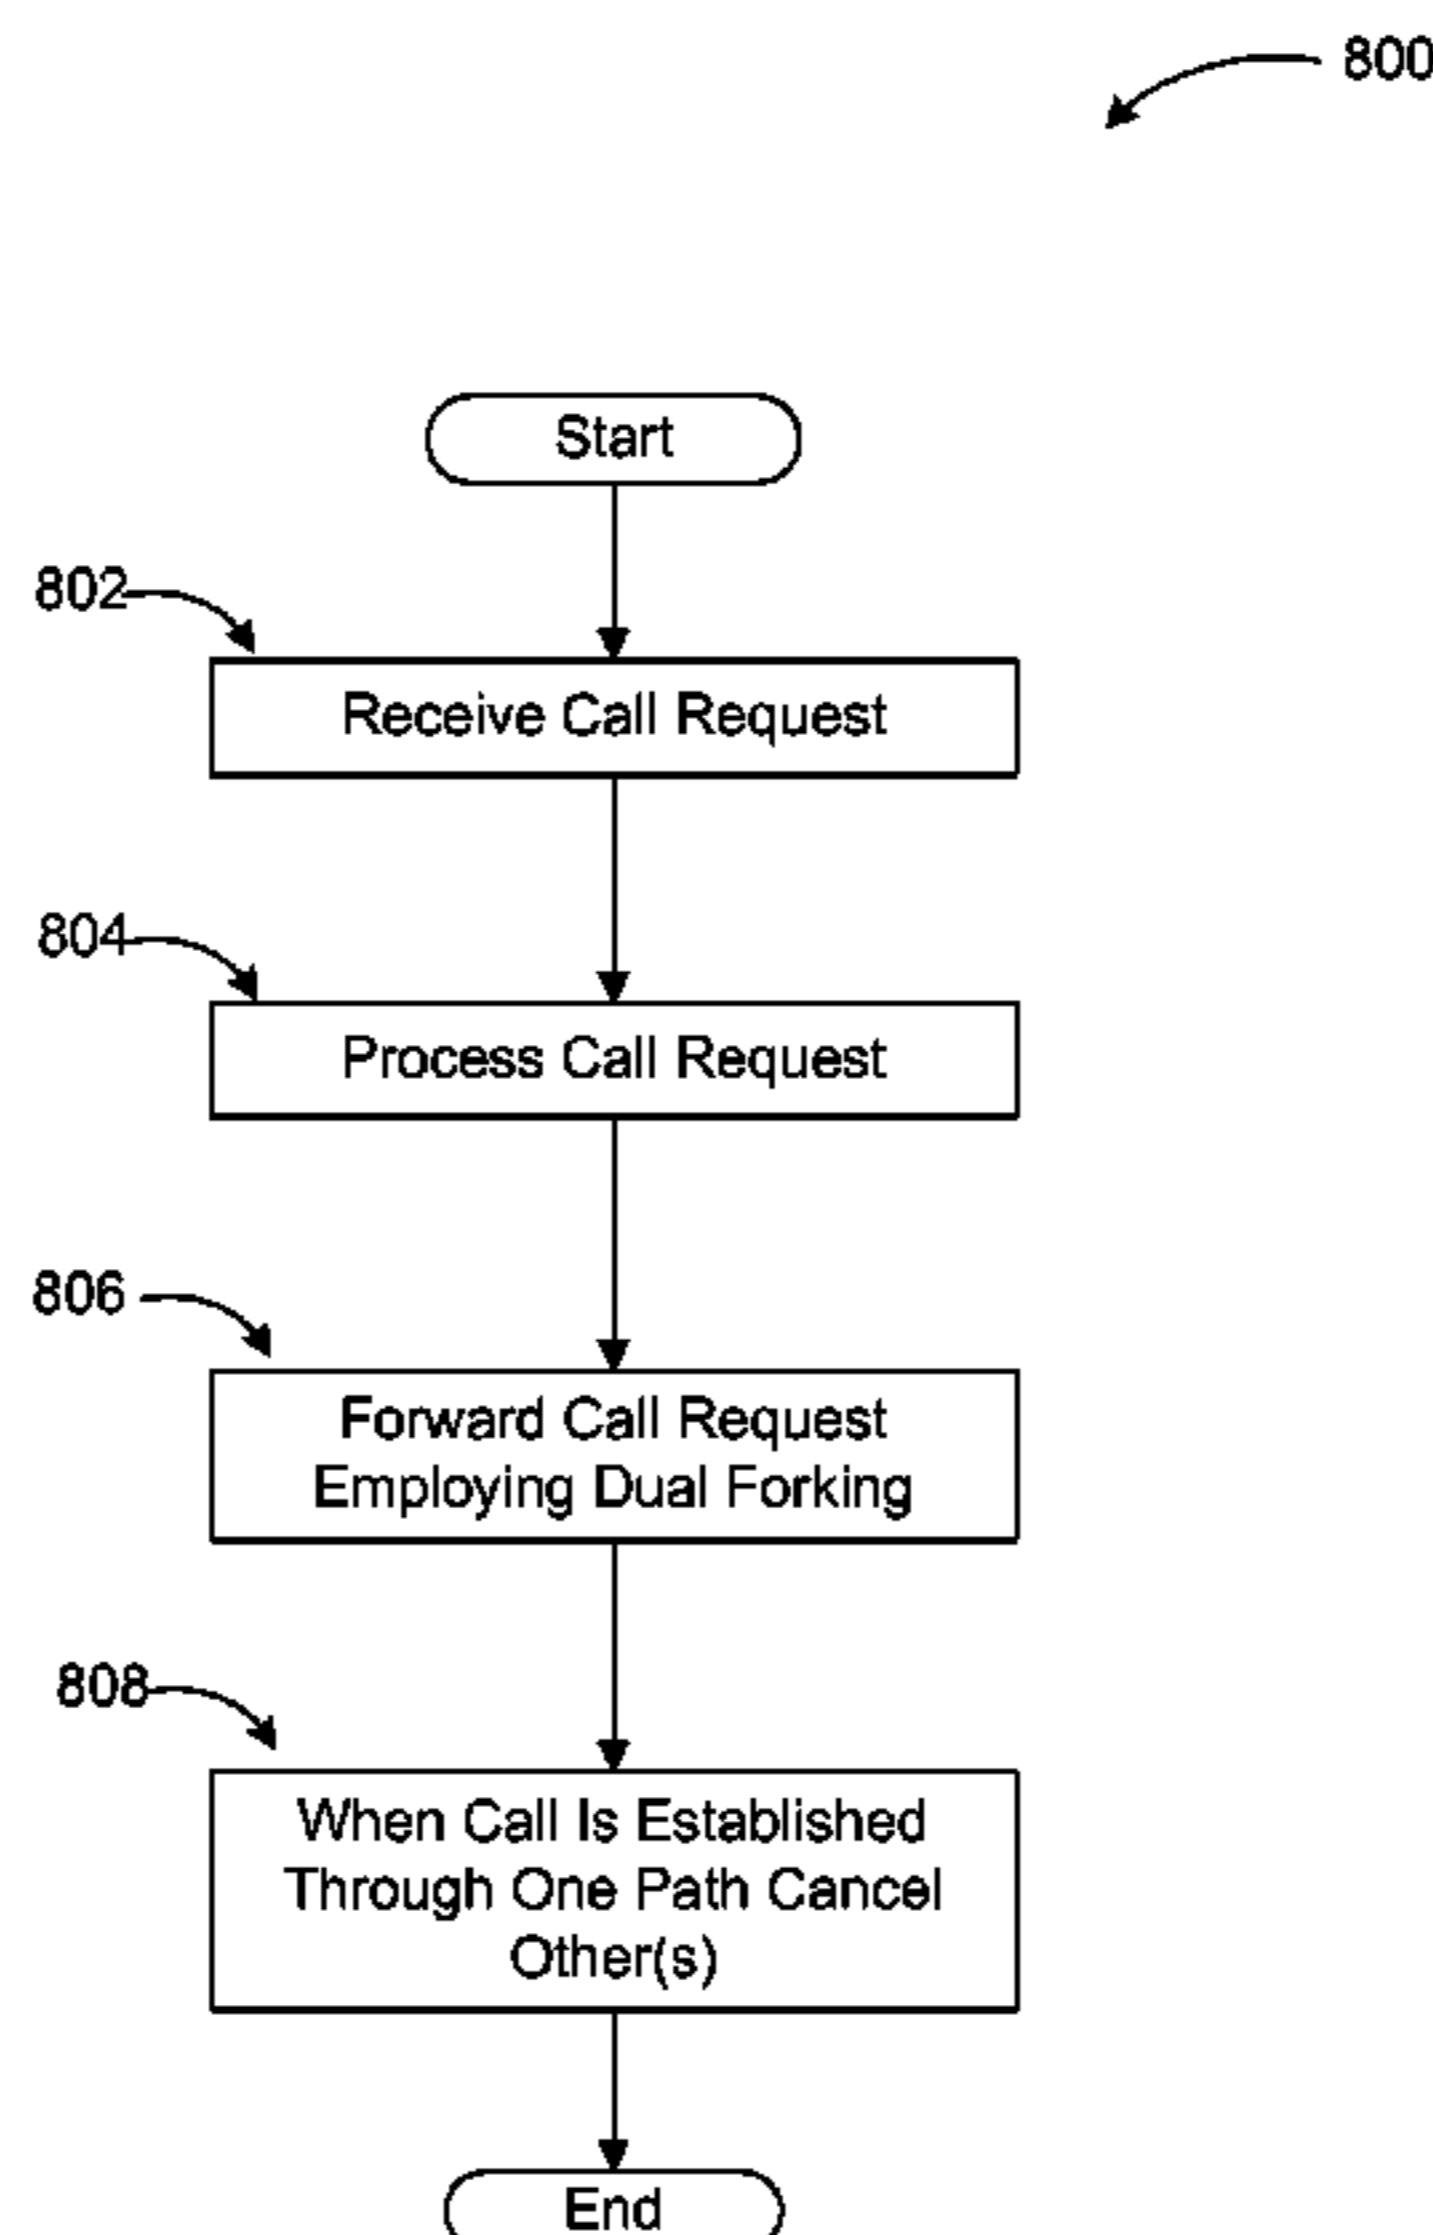 800
Start
802
Receive Call Request
804
Process Call Request
806
Forward Call Request
Employing Dual Forking
808
When Call Is Established
Through One Path Cancel
Other(s)
End